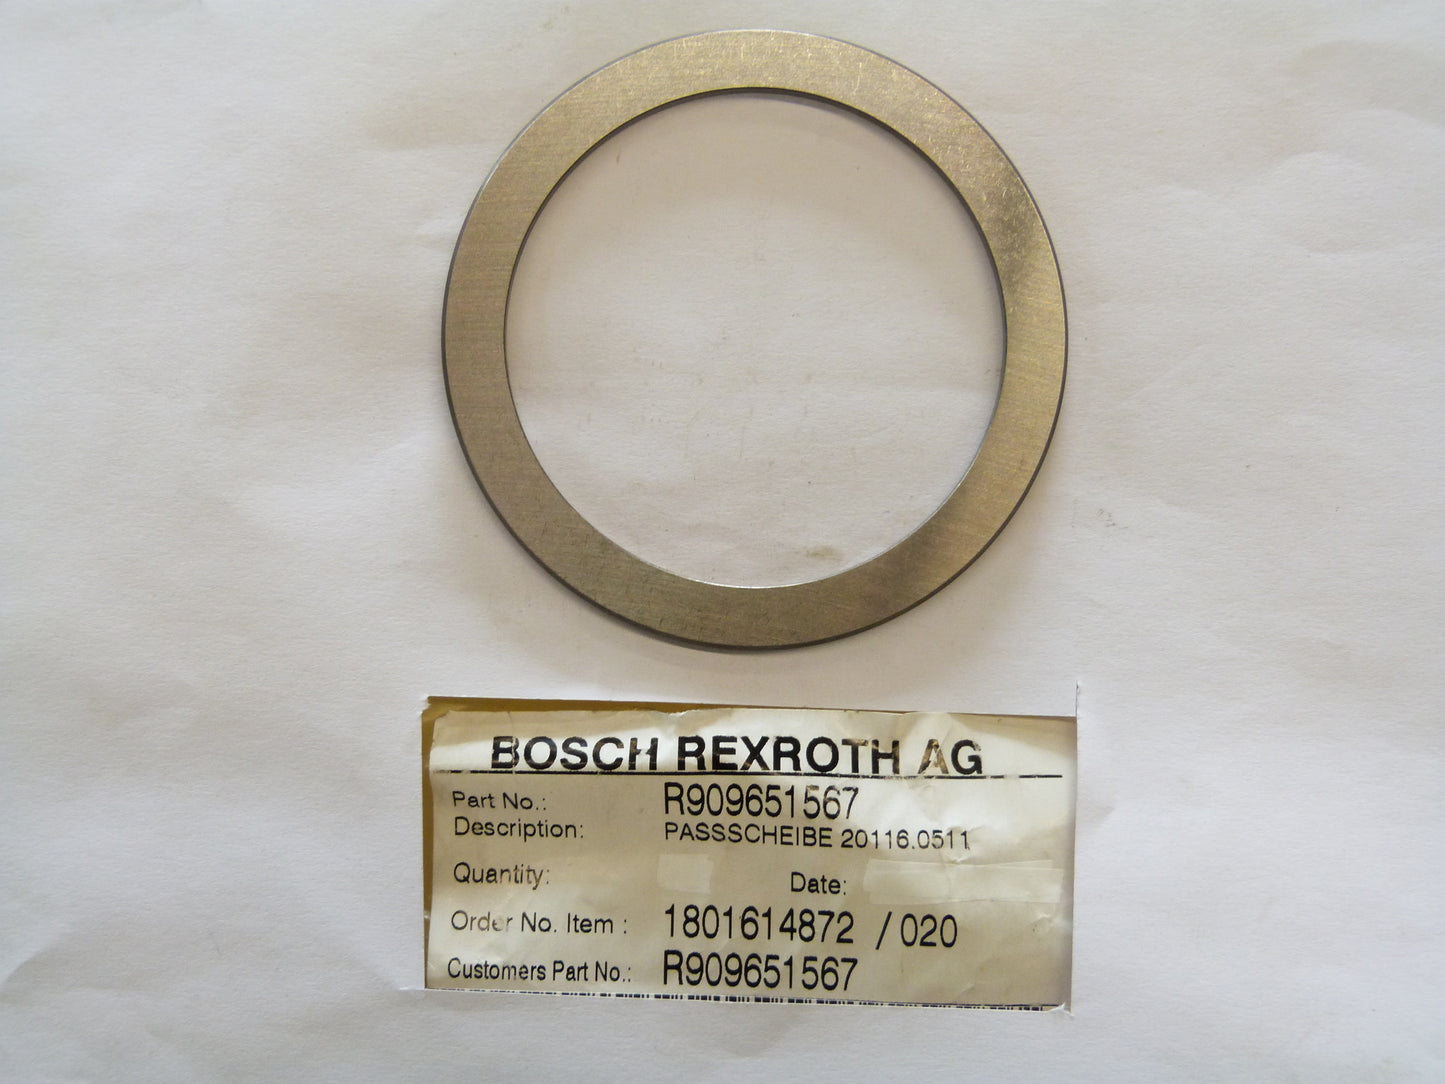 BOSCH REXROTH AG
Part No.: R909651567
Description: PASSSCHEIBE 20116.0511
Quantity: Date:
Order No. Item : 1801614872 / 020
Customers Part No.: R909651567